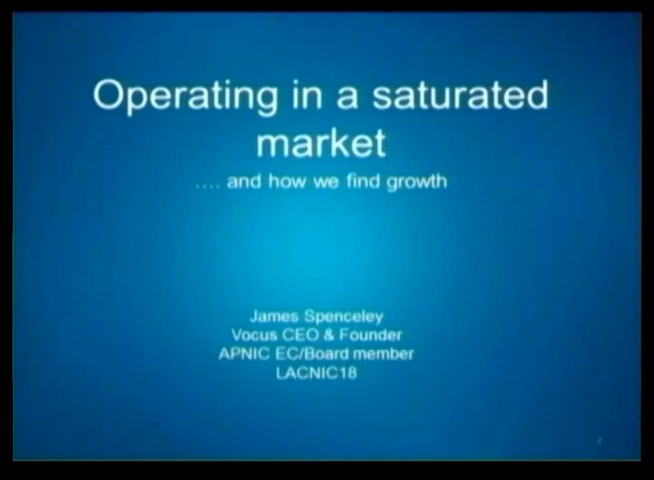 Operating in a saturated
market
.... and how we find growth
James Spenceley
Vocus CEO & Founder
APNIC EC/Board member
LACNIC18